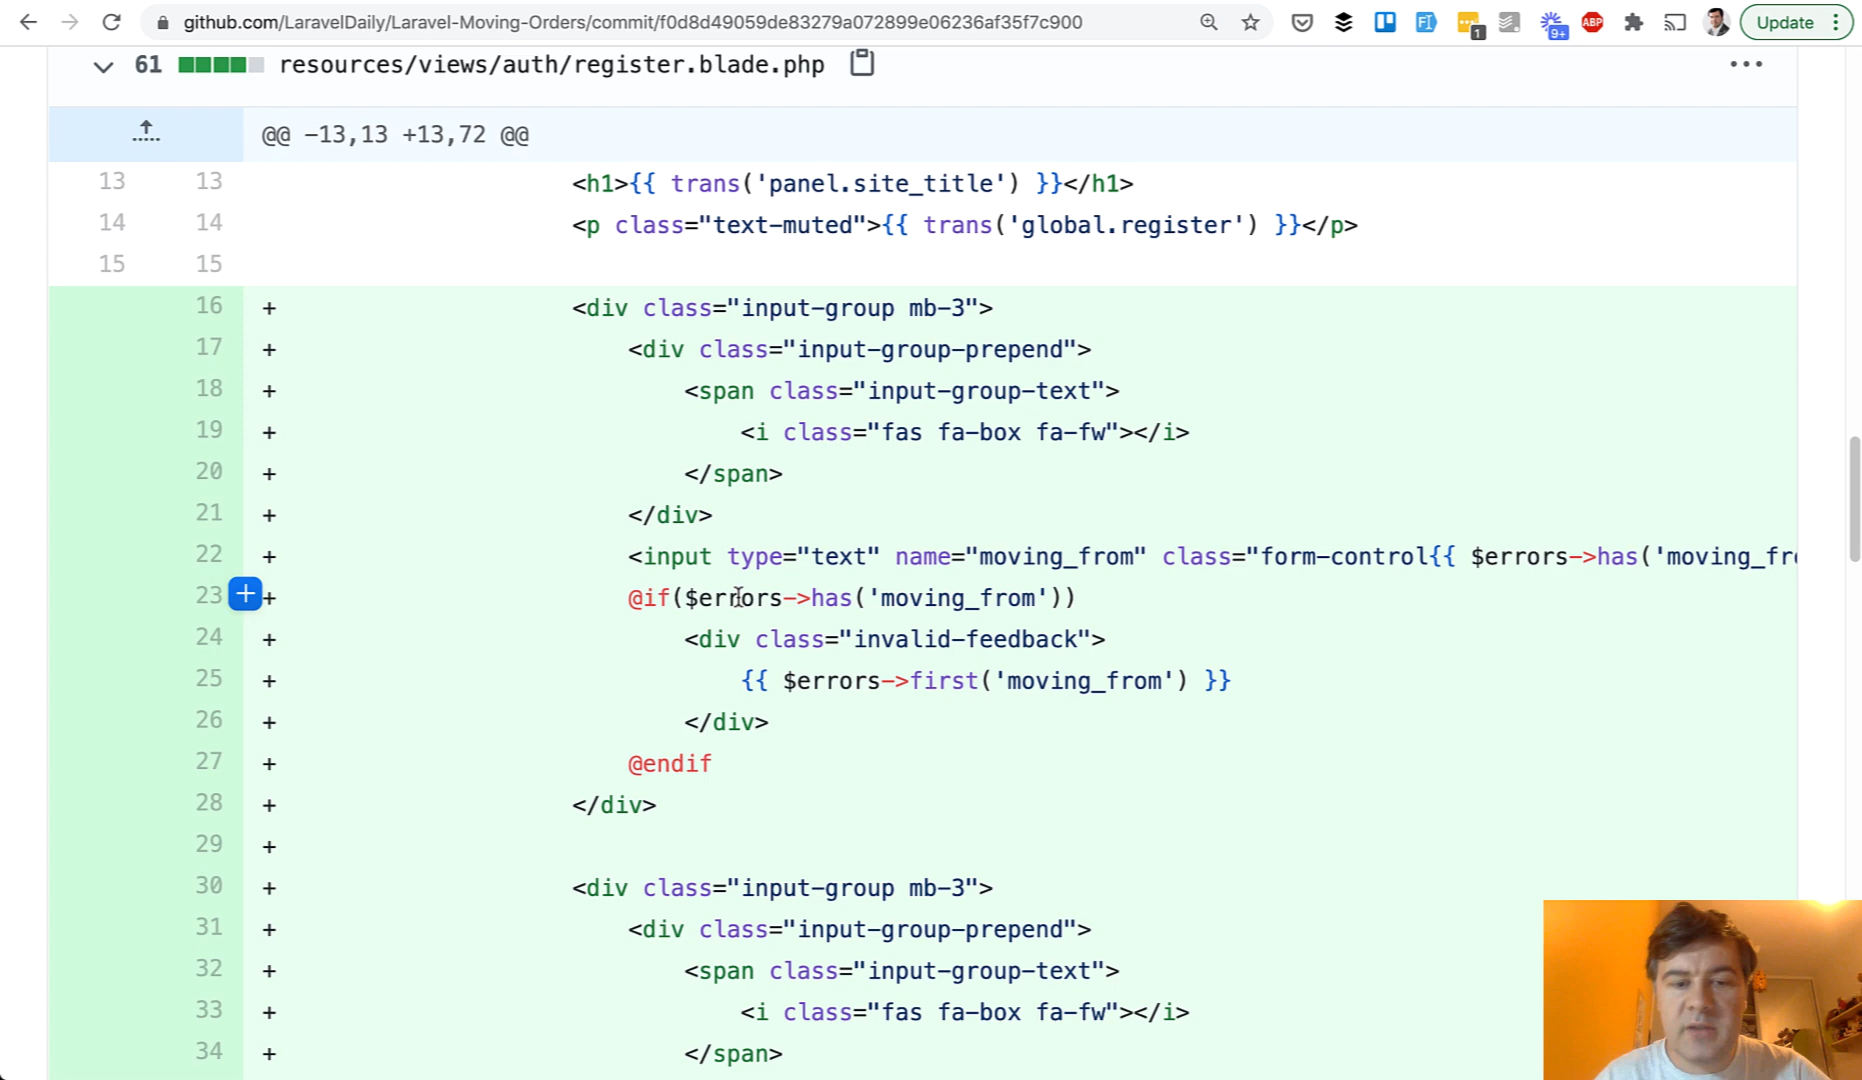 github.com/LaravelDaily/Laravel-Moving-Orders/commit/f0d8d49059de83279a072899e06236af35f7c900
1
9+
ABP
Update
61 resources/views/auth/register.blade.php
@@ -13,13 +13,72 @@
13 13 <h1>{{ trans('panel.site_title') }}</h1>
14 14 <p class="text-muted">{{ trans('global.register') }}</p>
15 15
16 + <div class="input-group mb-3">
17 + <div class="input-group-prepend">
18 + <span class="input-group-text">
19 + <i class="fas fa-box fa-fw"></i>
20 + </span>
21 + </div>
22 + <input type="text" name="moving_from" class="form-control{{ $errors->has('moving_fr
23 + @if($errors->has('moving_from'))
24 + <div class="invalid-feedback">
25 + {{ $errors->first('moving_from') }}
26 + </div>
27 + @endif
28 + </div>
29 +
30 + <div class="input-group mb-3">
31 + <div class="input-group-prepend">
32 + <span class="input-group-text">
33 + <i class="fas fa-box fa-fw"></i>
34 + </span>